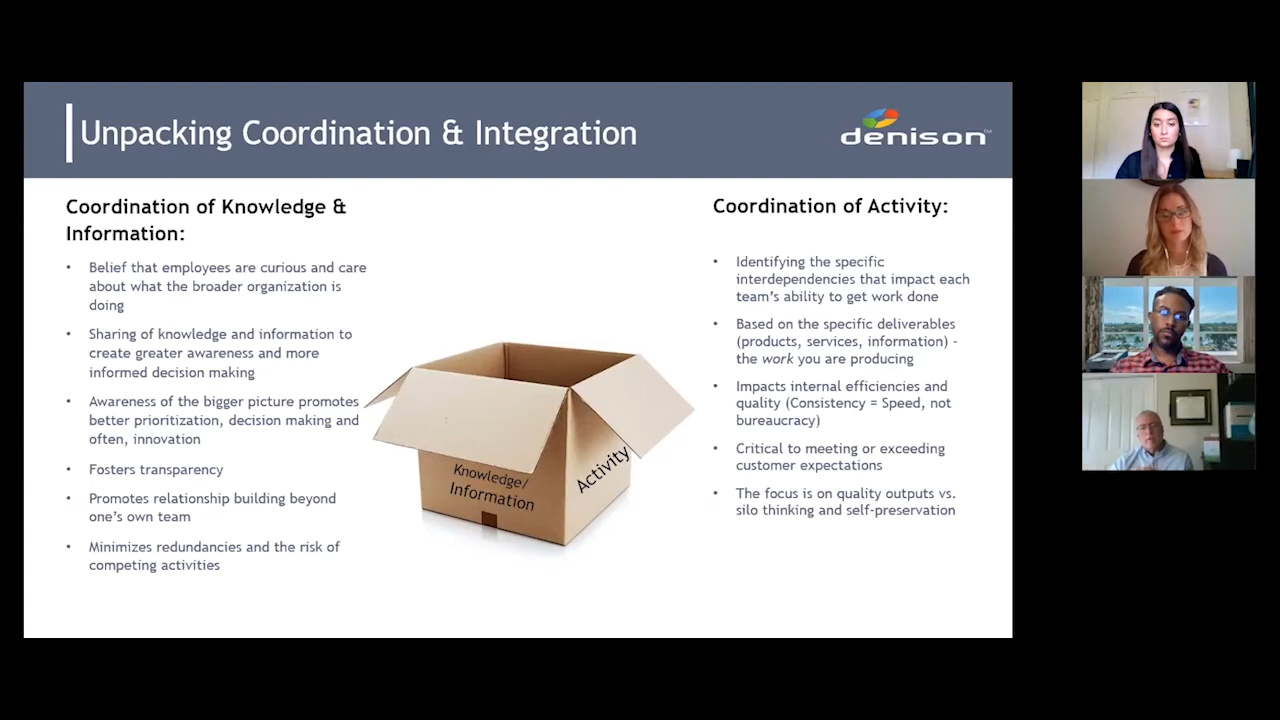 Unpacking Coordination & Integration
denison™
Coordination of Knowledge &
Information:
• Belief that employees are curious and care
about what the broader organization is
doing
• Sharing of knowledge and information to
create greater awareness and more
informed decision making
• Awareness of the bigger picture promotes
better prioritization, decision making and
often, innovation
• Fosters transparency
• Promotes relationship building beyond
one's own team
• Minimizes redundancies and the risk of
competing activities
Knowledge/
Information
Activity
Coordination of Activity:
• Identifying the specific
interdependencies that impact each
team's ability to get work done
• Based on the specific deliverables
(products, services, information) -
the work you are producing
• Impacts internal efficiencies and
quality (Consistency = Speed, not
bureaucracy)
• Critical to meeting or exceeding
customer expectations
• The focus is on quality outputs vs.
silo thinking and self-preservation